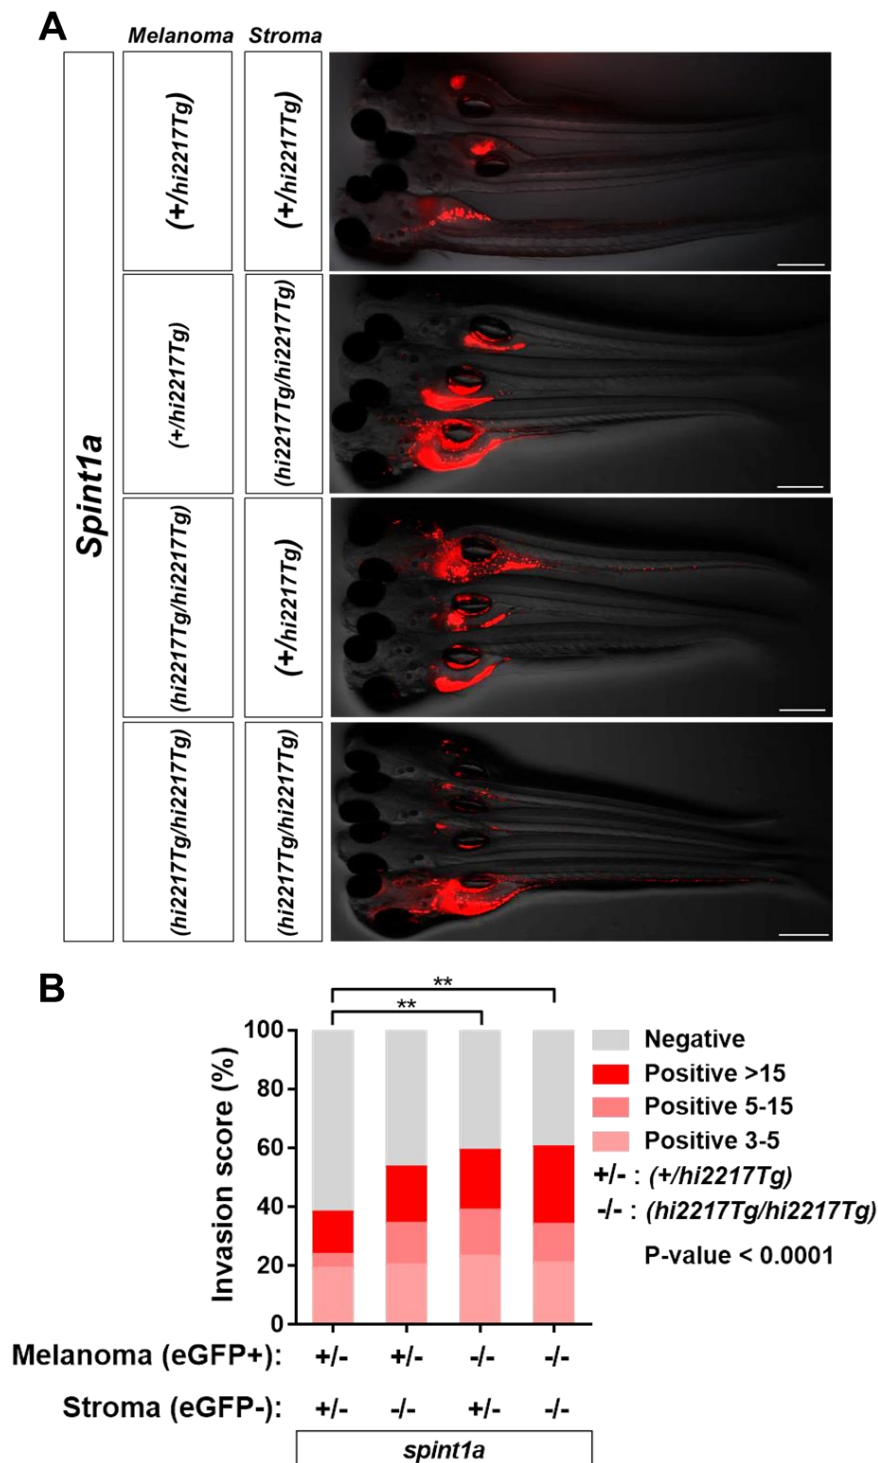 A
Melanoma Stroma
Spint1a
(+/hi2217Tg)
(+/hi2217Tg)
(+/hi2217Tg)
(hi2217Tg/hi2217Tg)
(hi2217Tg/hi2217Tg)
(+/hi2217Tg)
(hi2217Tg/hi2217Tg)
(hi2217Tg/hi2217Tg)
B
** 
**
Invasion score (%)
100
80
60
40
20
0
Negative
Positive >15
Positive 5-15
Positive 3-5
+/- : (+/hi2217Tg)
-/- : (hi2217Tg/hi2217Tg)
P-value < 0.0001
Melanoma (eGFP+): +/- +/- -/- -/-
Stroma (eGFP-): +/- -/- +/- -/-
spint1a